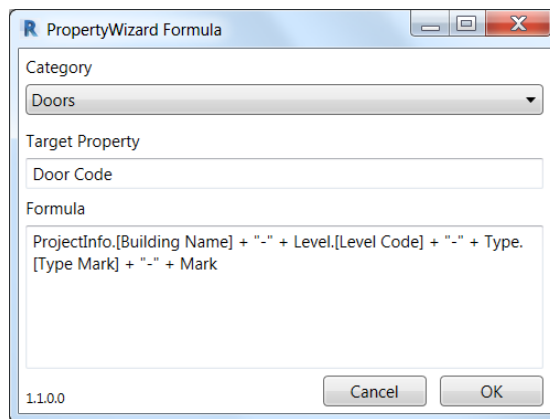 PropertyWizard Formula
Category
Doors
Target Property
Door Code
Formula
ProjectInfo.[Building Name] + "-" + Level.[Level Code] + "-" + Type.
[Type Mark] + "-" + Mark
1.1.0.0
Cancel
OK